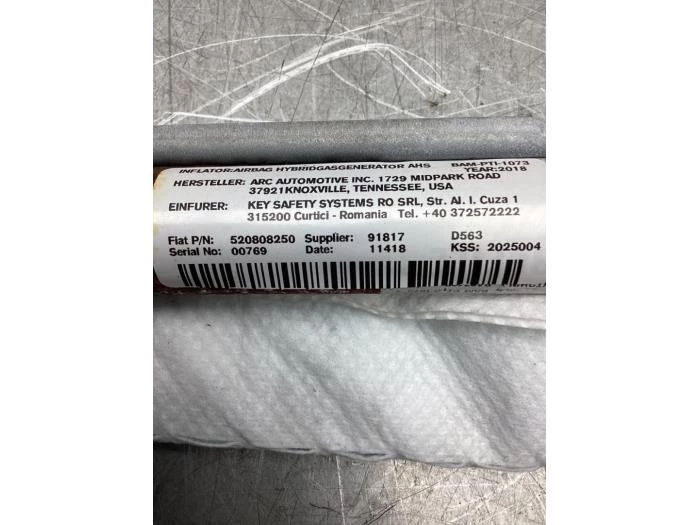 INFLATOR:AIRBAG HYBRIDGASGENERATOR AHS BAM-PTI-1073
YEAR:2018
HERSTELLER: ARC AUTOMOTIVE INC. 1729 MIDPARK ROAD
37921KNOXVILLE, TENNESSEE, USA
EINFURER: KEY SAFETY SYSTEMS RO SRL, Str. Al. I. Cuza 1
315200 Curtici - Romania Tel. +40 372572222
Fiat P/N: 520808250 Supplier: 91817 D563
Serial No: 00769 Date: 11418 KSS: 2025004